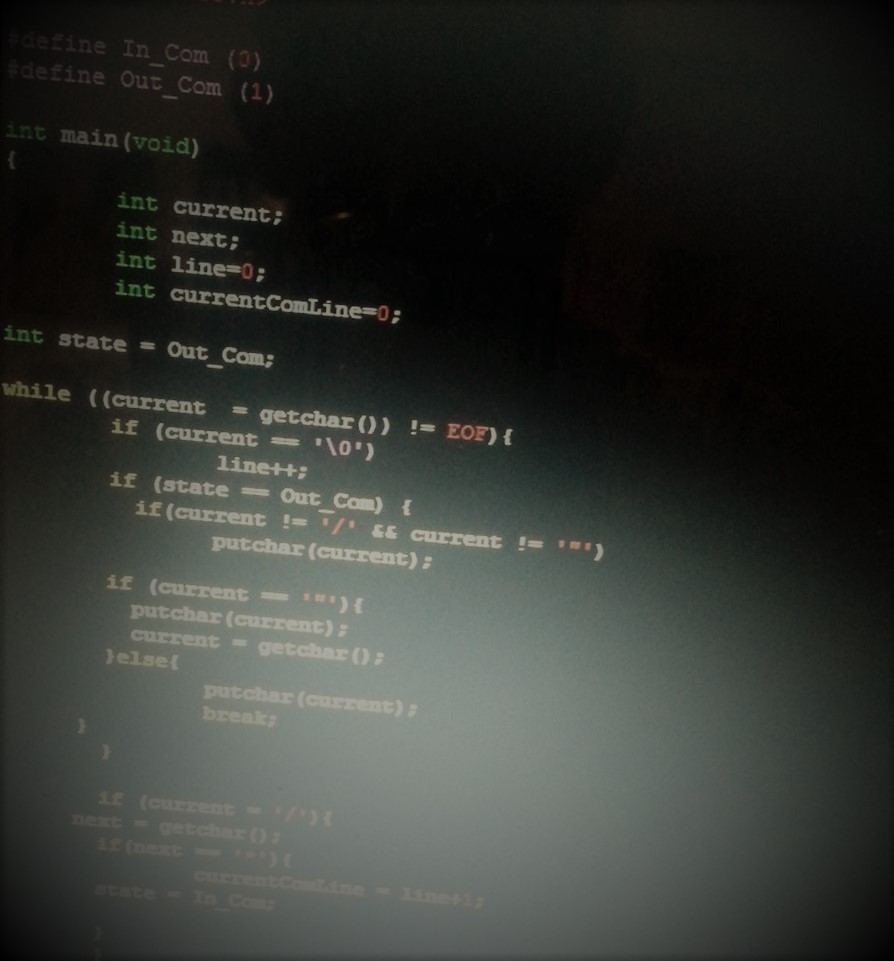 #define In_Com (0)
#define Out_Com (1)
int main(void)
{
int current;
int next;
int line=0;
int currentComLine=0;
int state = Out_Com;
while ((current  = getchar()) != EOF){
if (current == '\0')
line++;
if (state == Out_Com) {
if(current != '/' && current != '"')
putchar(current);
if (current == '"'){
putchar(current);
current = getchar();
}else{
putchar(current);
break;
}
}
if (current = '/'){
next = getchar();
if(next == '*'){
currentComLine = line+1;
state = In_Com;
}
}